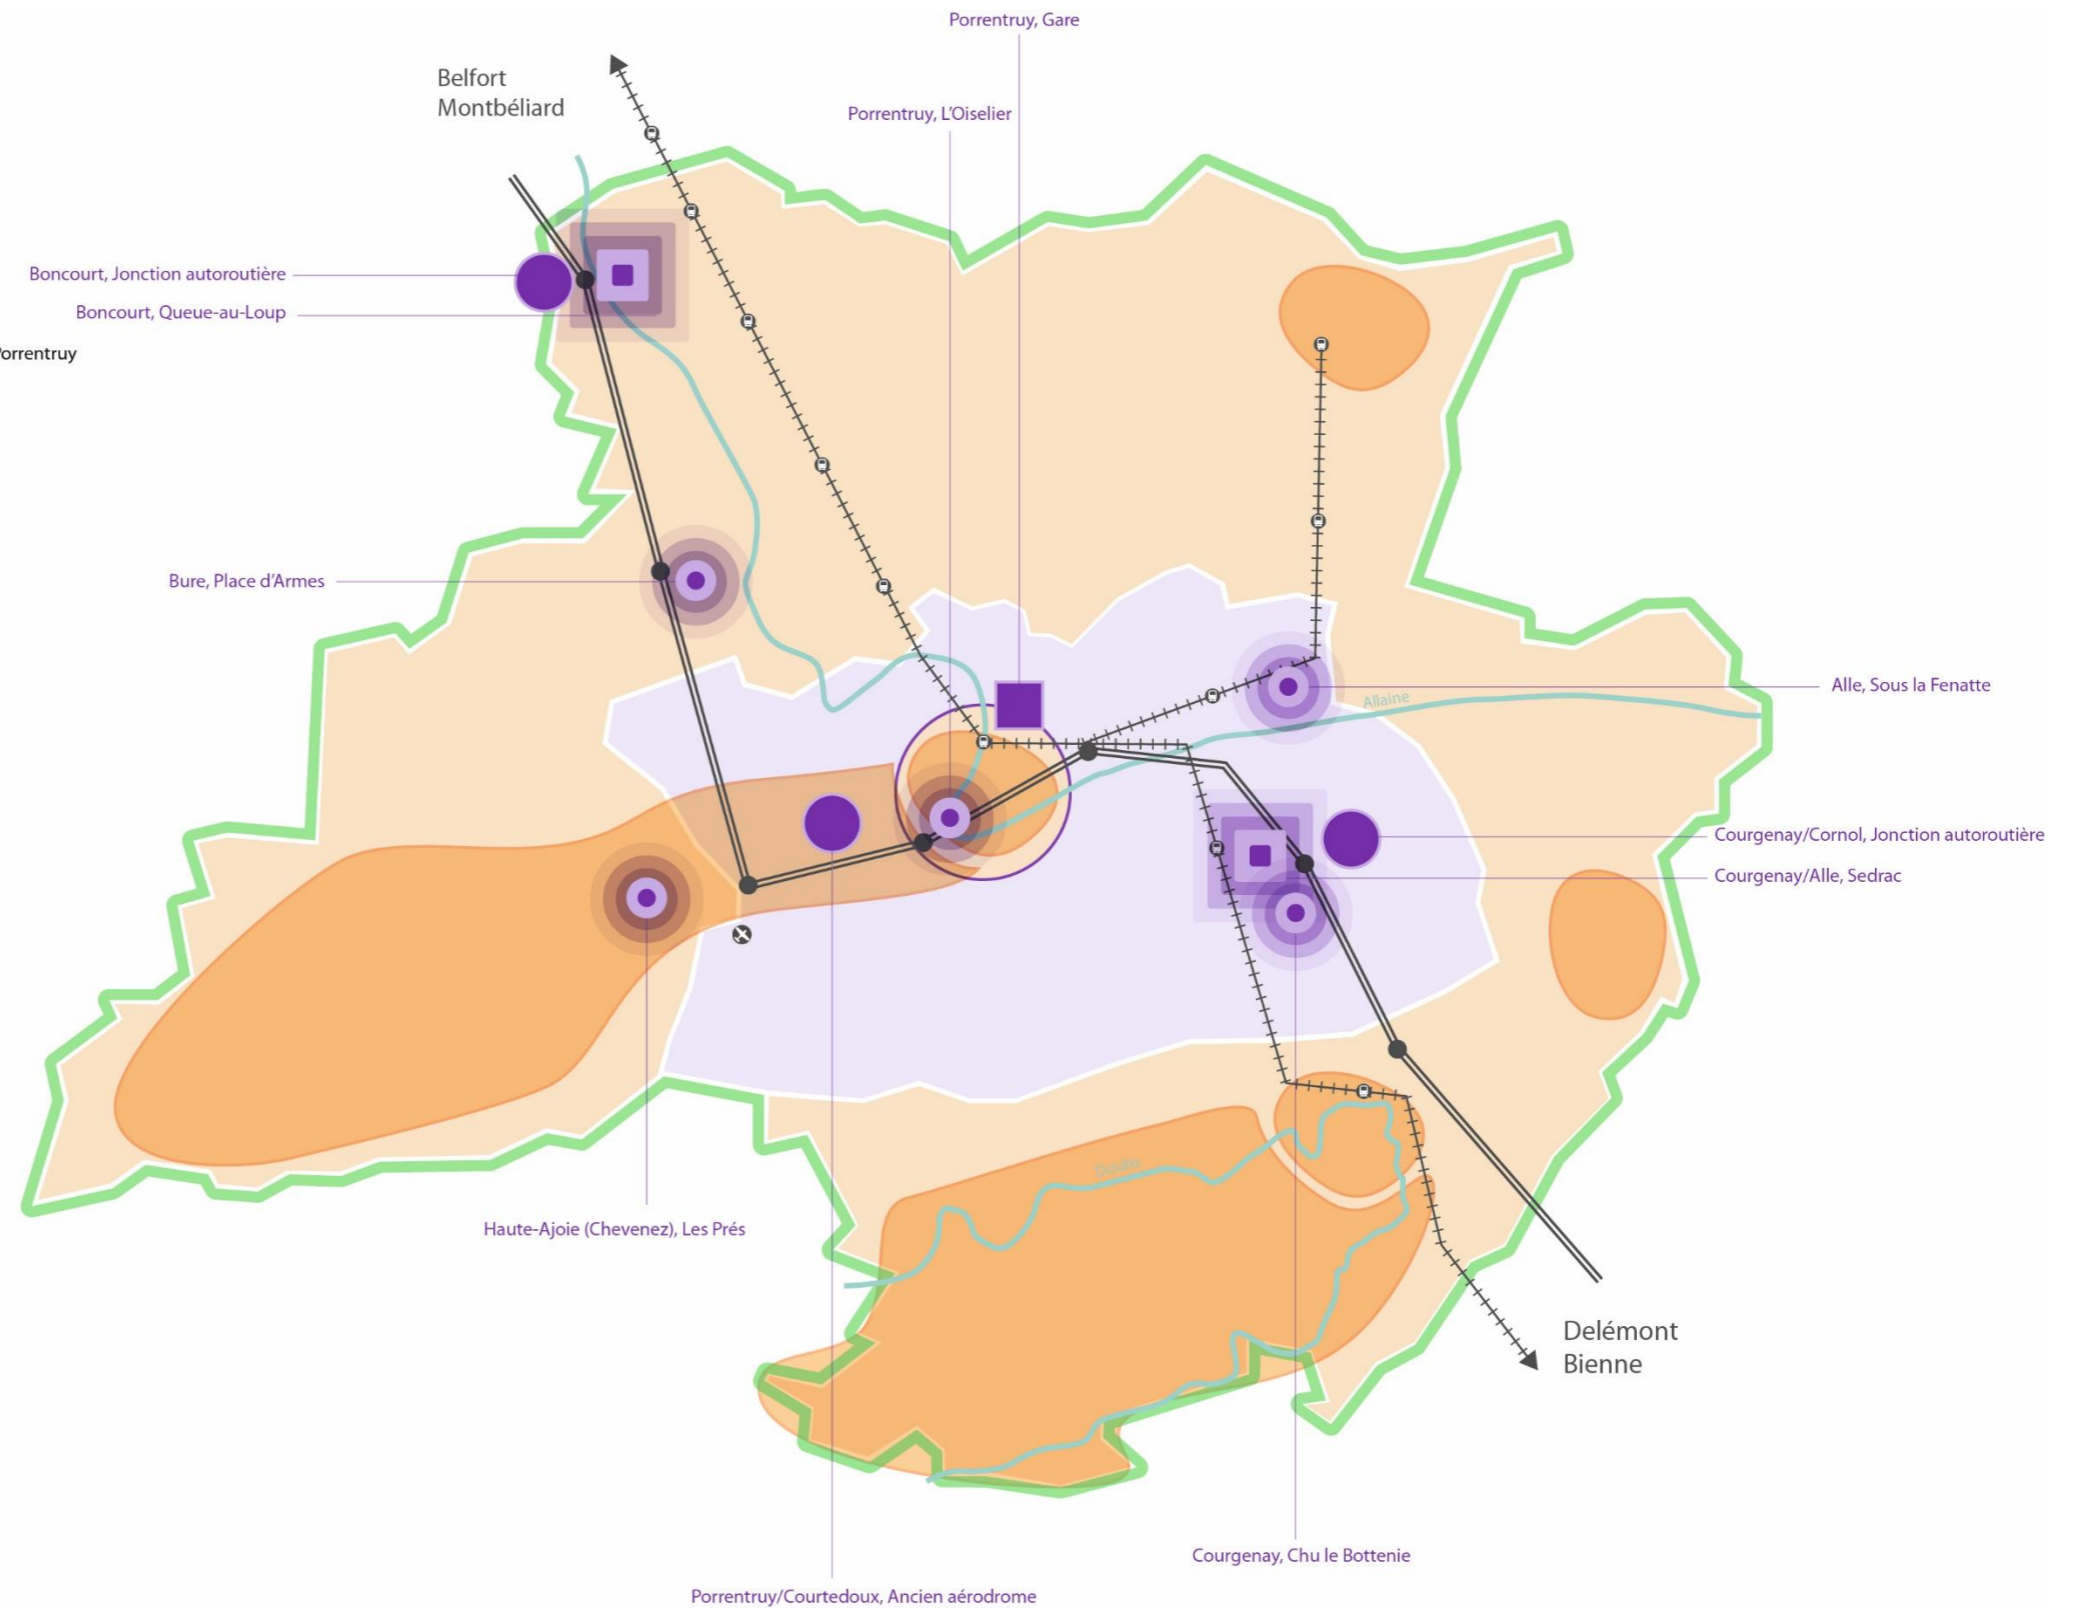 Porrentruy, Gare
Belfort
Montbéliard
Porrentruy, L'Oiselier
Boncourt, Jonction autoroutière
Boncourt, Queue-au-Loup
orrentruy
Bure, Place d'Armes
Alle, Sous la Fenatte
Allaine
Courgenay/Cornol, Jonction autoroutière
Courgenay/Alle, Sedrac
Doubs
Haute-Ajoie (Chevenez), Les Prés
Delémont
Bienne
Courgenay, Chu le Bottenie
Porrentruy/Courtedoux, Ancien aérodrome